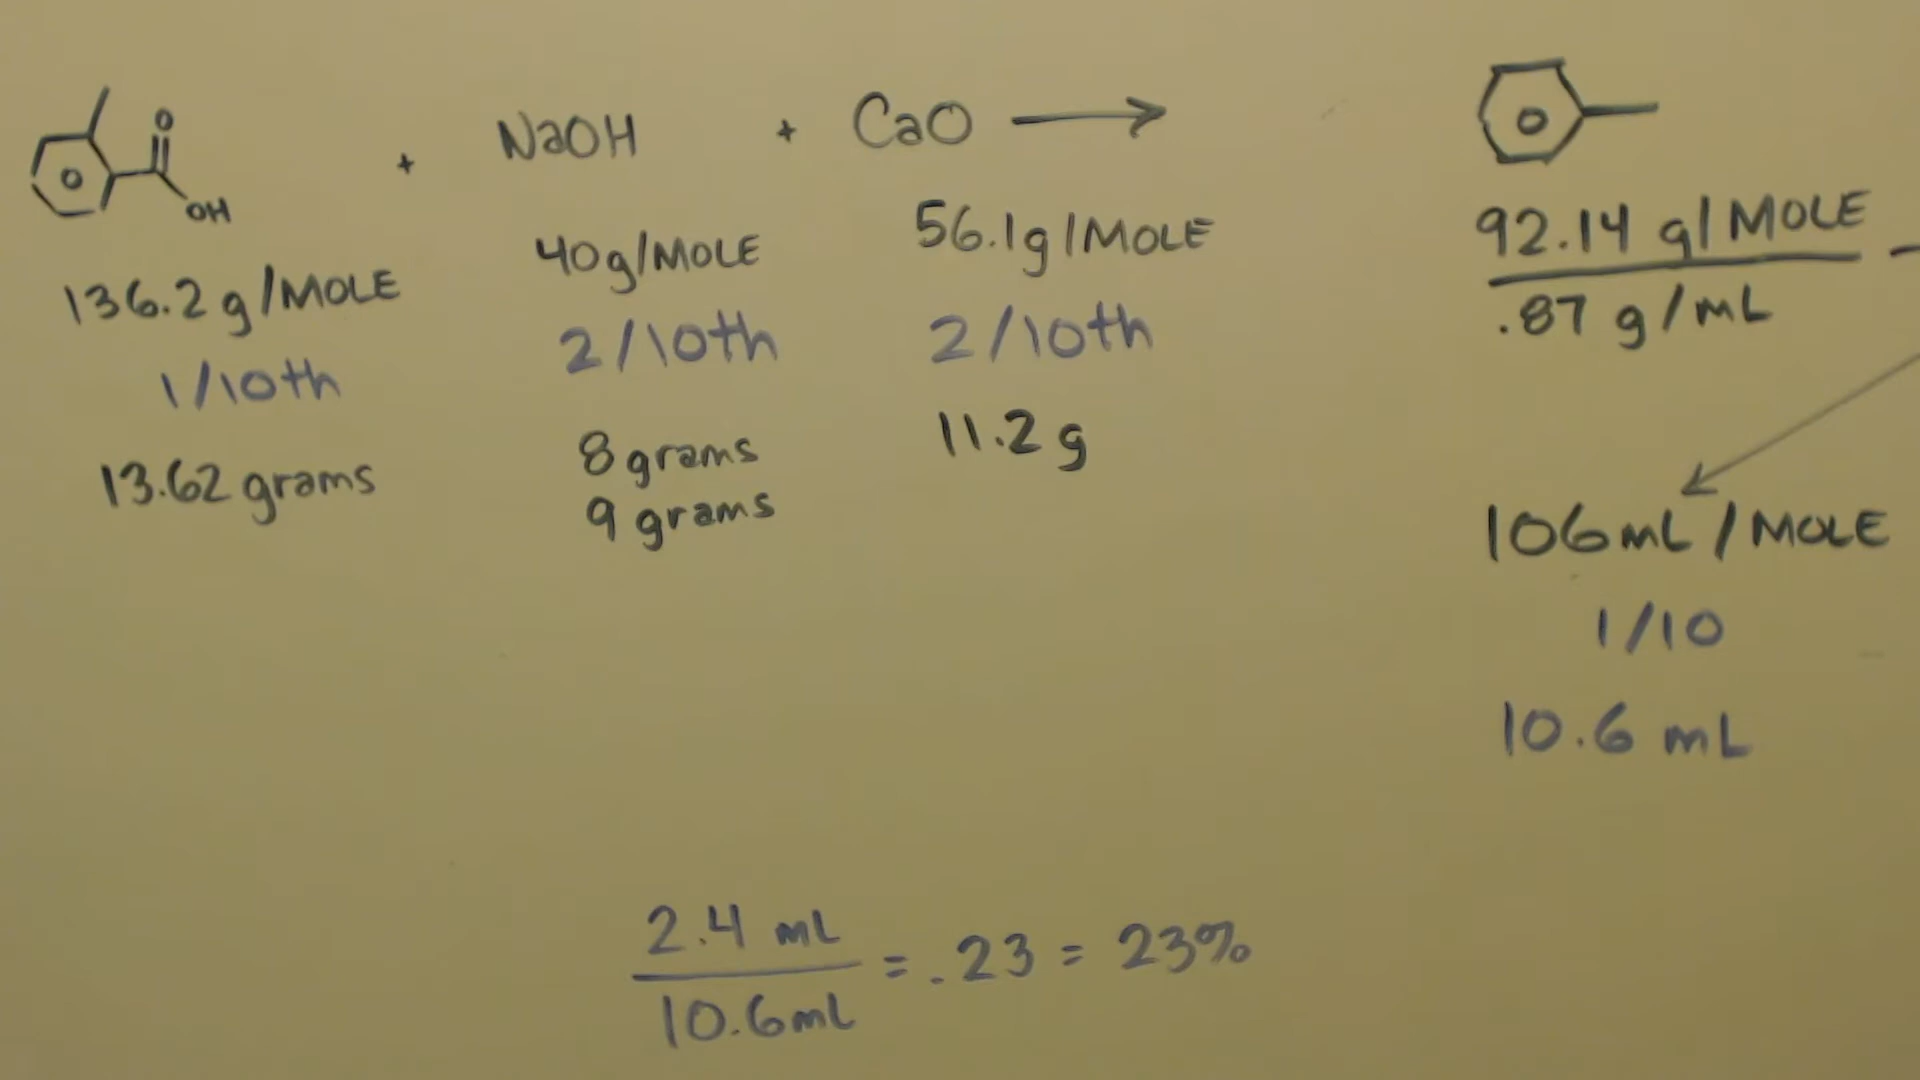 O
OH
O
136.2 g/MOLE
1/10th
13.62 grams
+
NaOH
40g/MOLE
2/10th
8 grams
9 grams
+
CaO
56.1g/MOLE
2/10th
11.2 g
O
92.14 g/MOLE
.87 g/mL
106mL/MOLE
1/10
10.6 mL
2.4 mL
10.6mL
= .23 = 23%